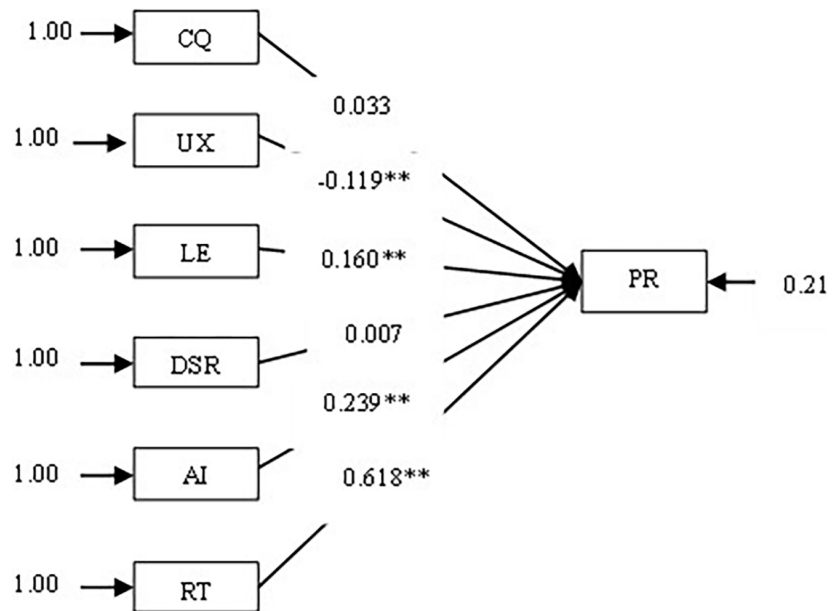 1.00 CQ
0.033
1.00 UX
-0.119**
1.00 LE
0.160**
PR 0.21
0.007
1.00 DSR
0.239**
1.00 AI
0.618**
1.00 RT